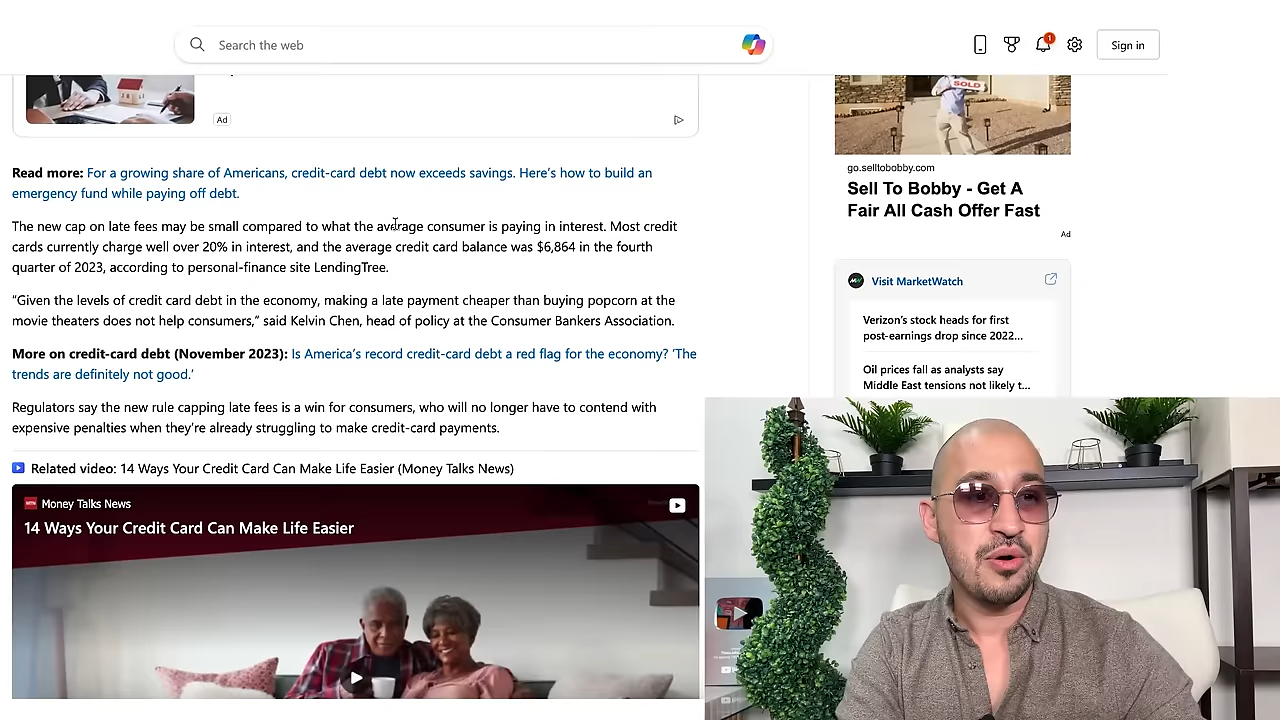 Search the web
1
Sign in
Ad
Read more: For a growing share of Americans, credit-card debt now exceeds savings. Here's how to build an
emergency fund while paying off debt.
The new cap on late fees may be small compared to what the average consumer is paying in interest. Most credit
cards currently charge well over 20% in interest, and the average credit card balance was $6,864 in the fourth
quarter of 2023, according to personal-finance site LendingTree.
“Given the levels of credit card debt in the economy, making a late payment cheaper than buying popcorn at the
movie theaters does not help consumers,” said Kelvin Chen, head of policy at the Consumer Bankers Association.
More on credit-card debt (November 2023): Is America’s record credit-card debt a red flag for the economy? ‘The
trends are definitely not good.’
Regulators say the new rule capping late fees is a win for consumers, who will no longer have to contend with
expensive penalties when they’re already struggling to make credit-card payments.
Related video: 14 Ways Your Credit Card Can Make Life Easier (Money Talks News)
Money Talks News
14 Ways Your Credit Card Can Make Life Easier
SOLD
go.selltobobby.com
Sell To Bobby - Get A
Fair All Cash Offer Fast
Ad
Visit MarketWatch
Verizon’s stock heads for first
post-earnings drop since 2022...
Oil prices fall as analysts say
Middle East tensions not likely t...